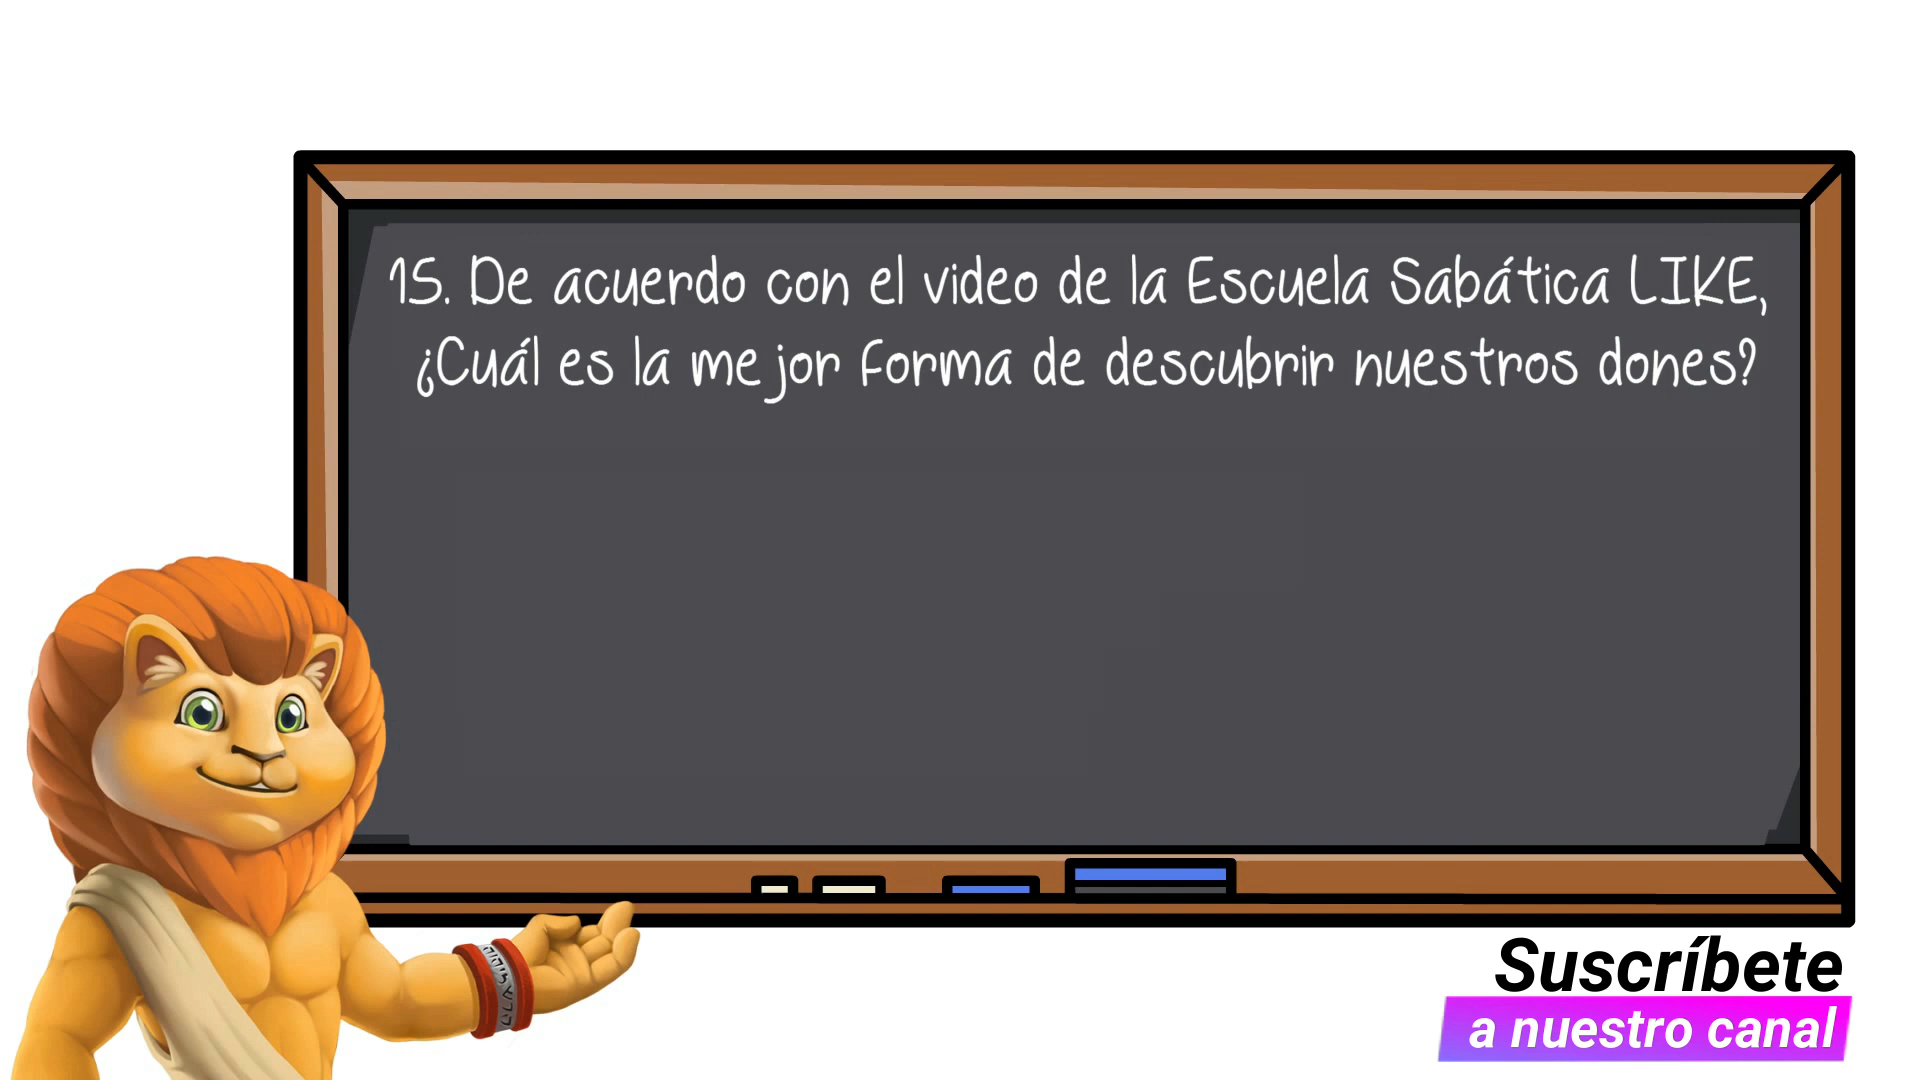 15. De acuerdo con el video de la Escuela Sabática LIKE,
¿Cuál es la mejor forma de descubrir nuestros dones?
Suscríbete
a nuestro canal